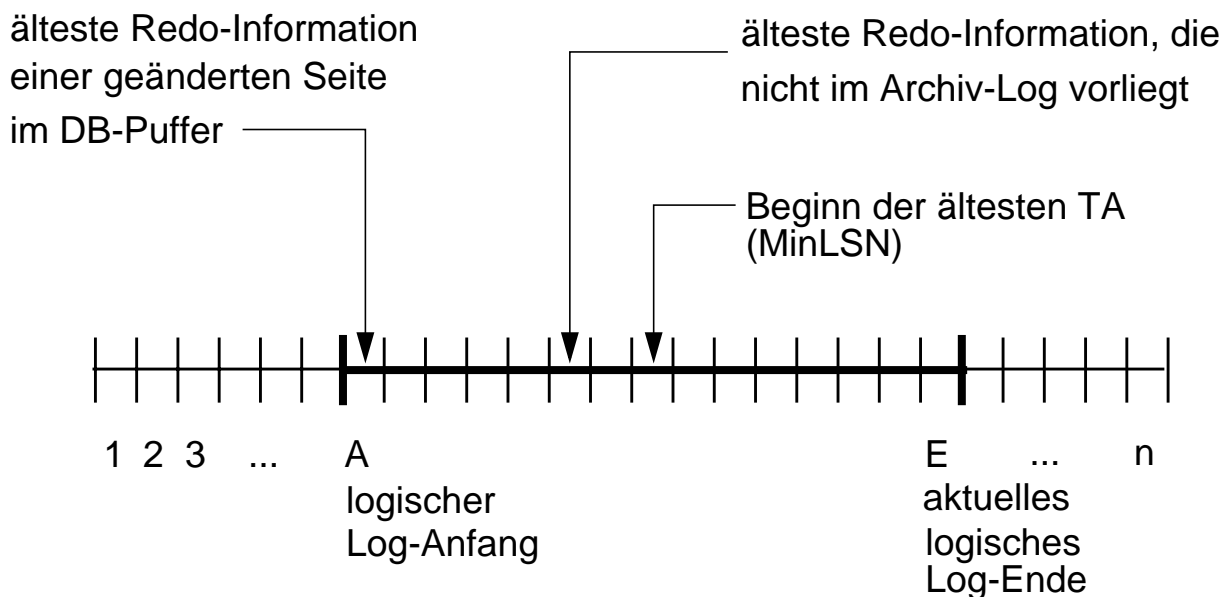 älteste Redo-Information
einer geänderten Seite
im DB-Puffer
älteste Redo-Information, die
nicht im Archiv-Log vorliegt
Beginn der ältesten TA
(MinLSN)
1 2 3 ... A E ... n
logischer
Log-Anfang
aktuelles
logisches
Log-Ende